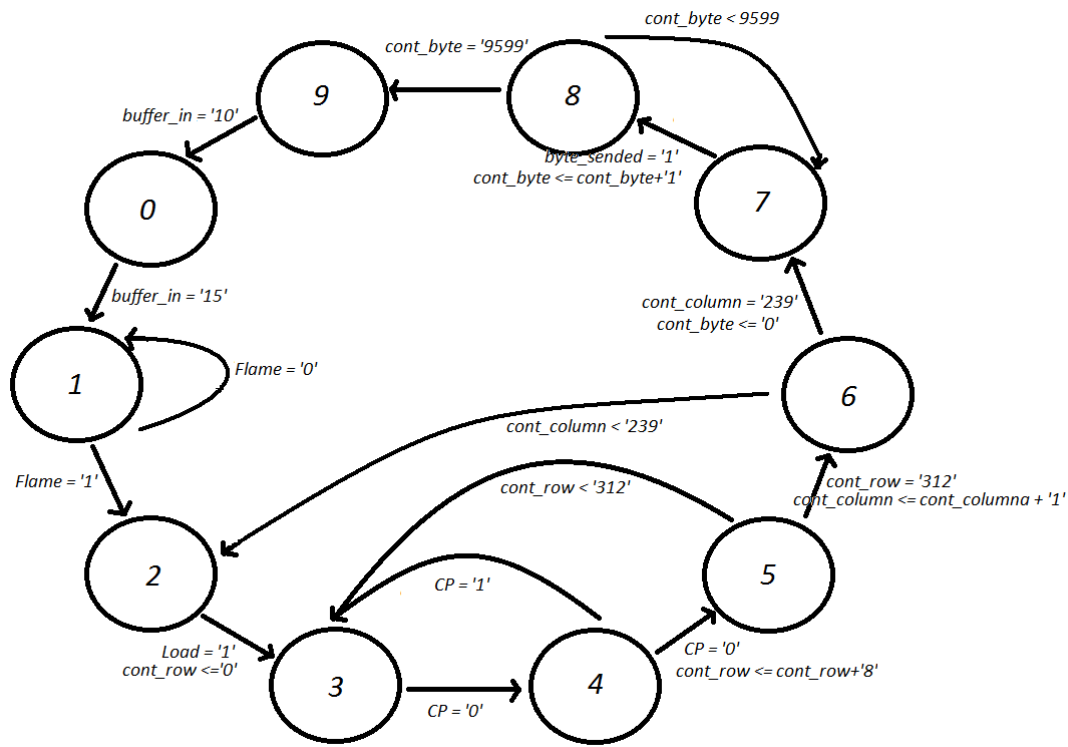 cont_byte < 9599
cont_byte = '9599'
9
8
buffer_in = '10'
byte_sended = '1'
cont_byte <= cont_byte+'1'
0
7
buffer_in = '15'
cont_column = '239'
cont_byte <= '0'
1
Flame = '0'
6
cont_column < '239'
Flame = '1'
cont_row < '312'
cont_row = '312'
cont_column <= cont_columna + '1'
2
CP = '1'
5
Load = '1'
cont_row <='0'
CP = '0'
cont_row <= cont_row+'8'
3
4
CP = '0'